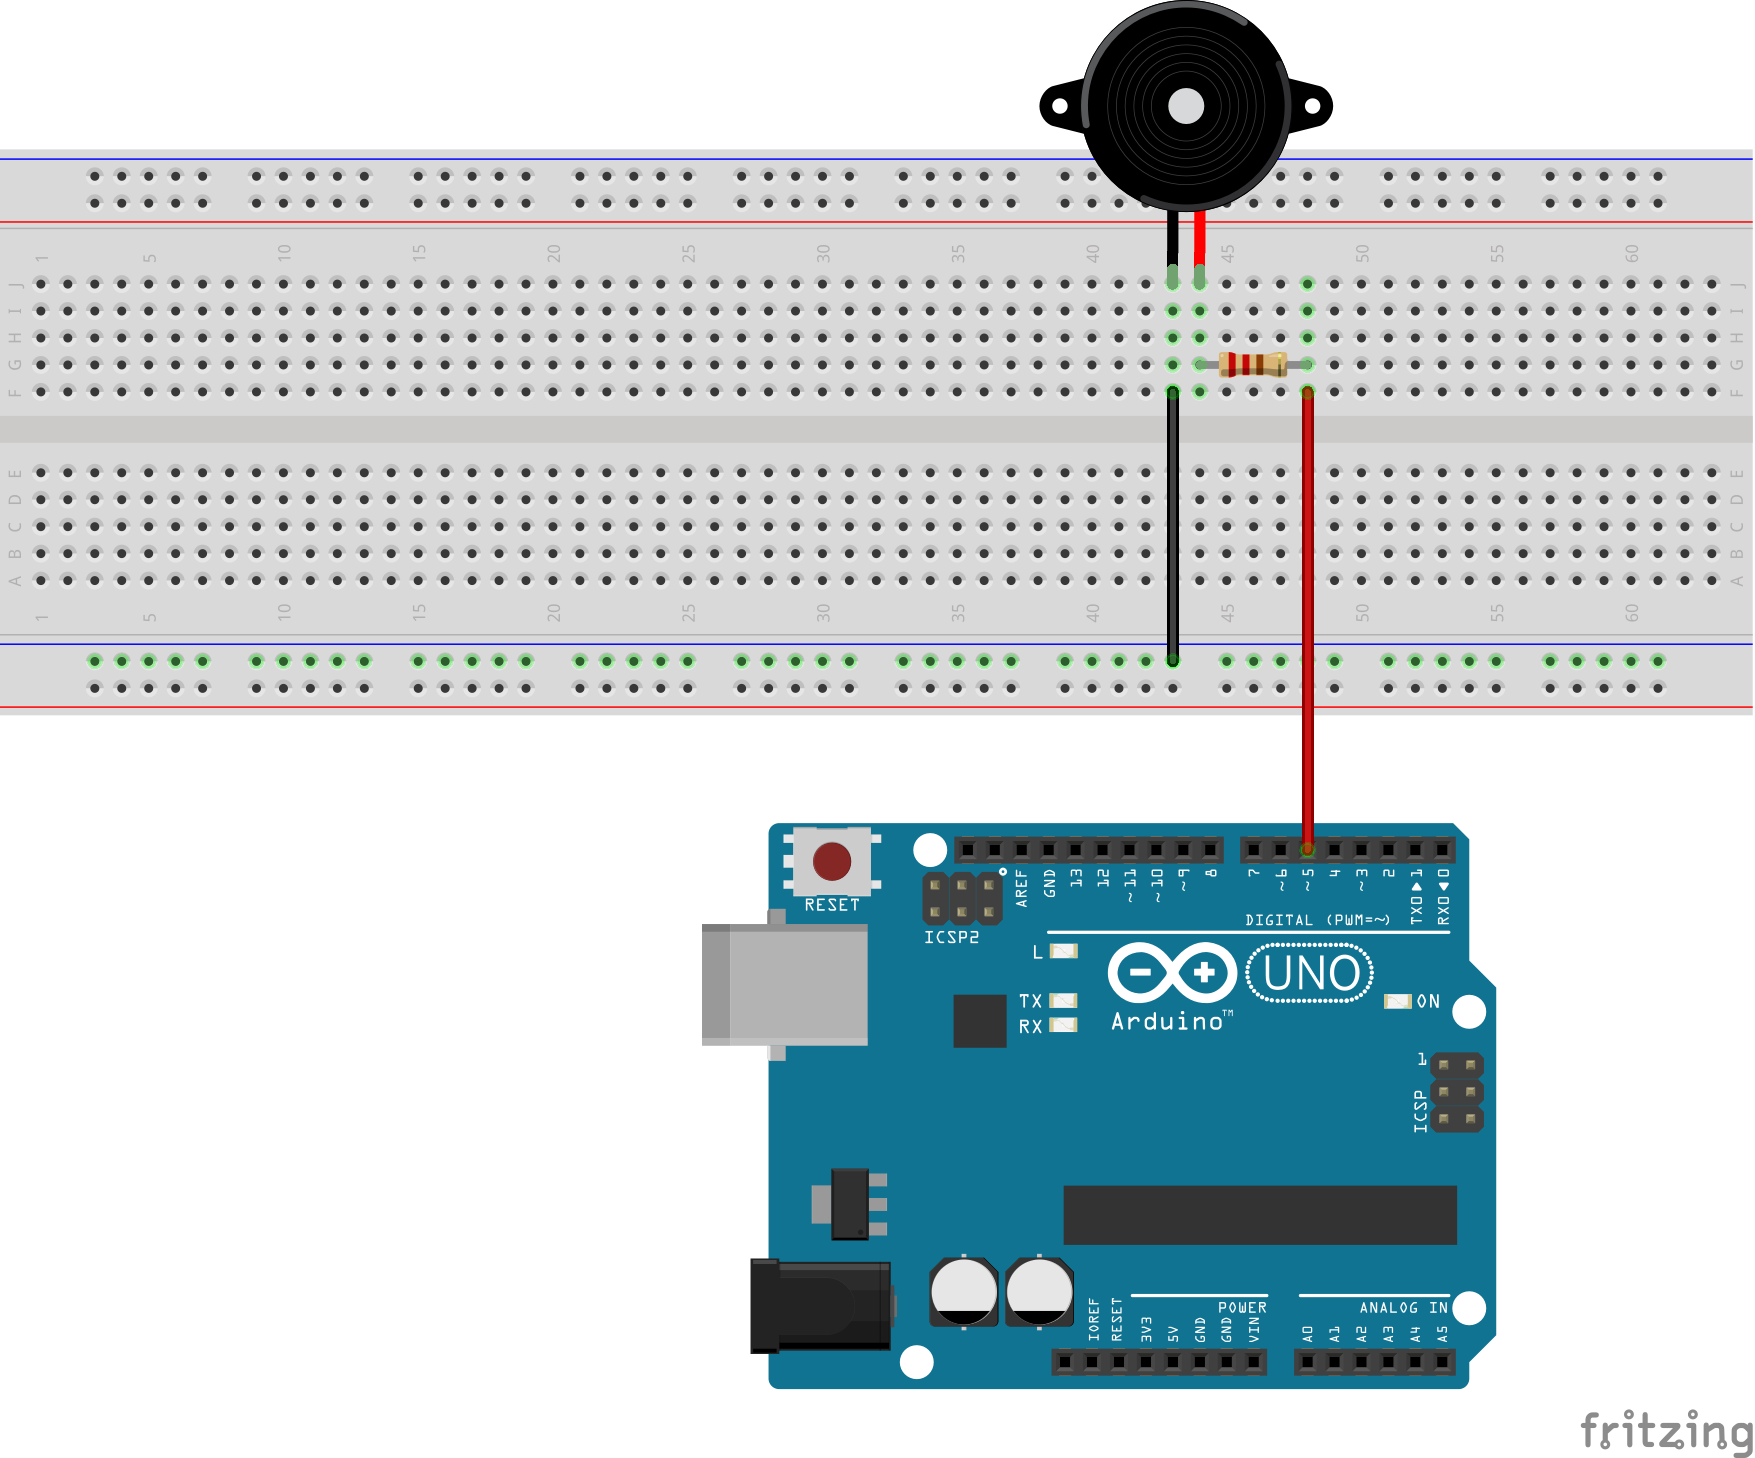 1 5 10 15 20 25 30 35 40 45 50 55 60
J J
I I
H H
G G
F F
E E
D D
C C
B B
A A
1 5 10 15 20 25 30 35 40 45 50 55 60
RESET
ICSP2
AREF GND 13 12 ~11 ~10 ~9 8 7 ~6 ~5 4 ~3 2 TX0▶1 RX0◀0
DIGITAL (PWM=~)
L
TX
RX
UNO
Arduino™
ON
1
ICSP
POWER
ANALOG IN
IOREF RESET 3V3 5V GND GND VIN A0 A1 A2 A3 A4 A5
fritzing